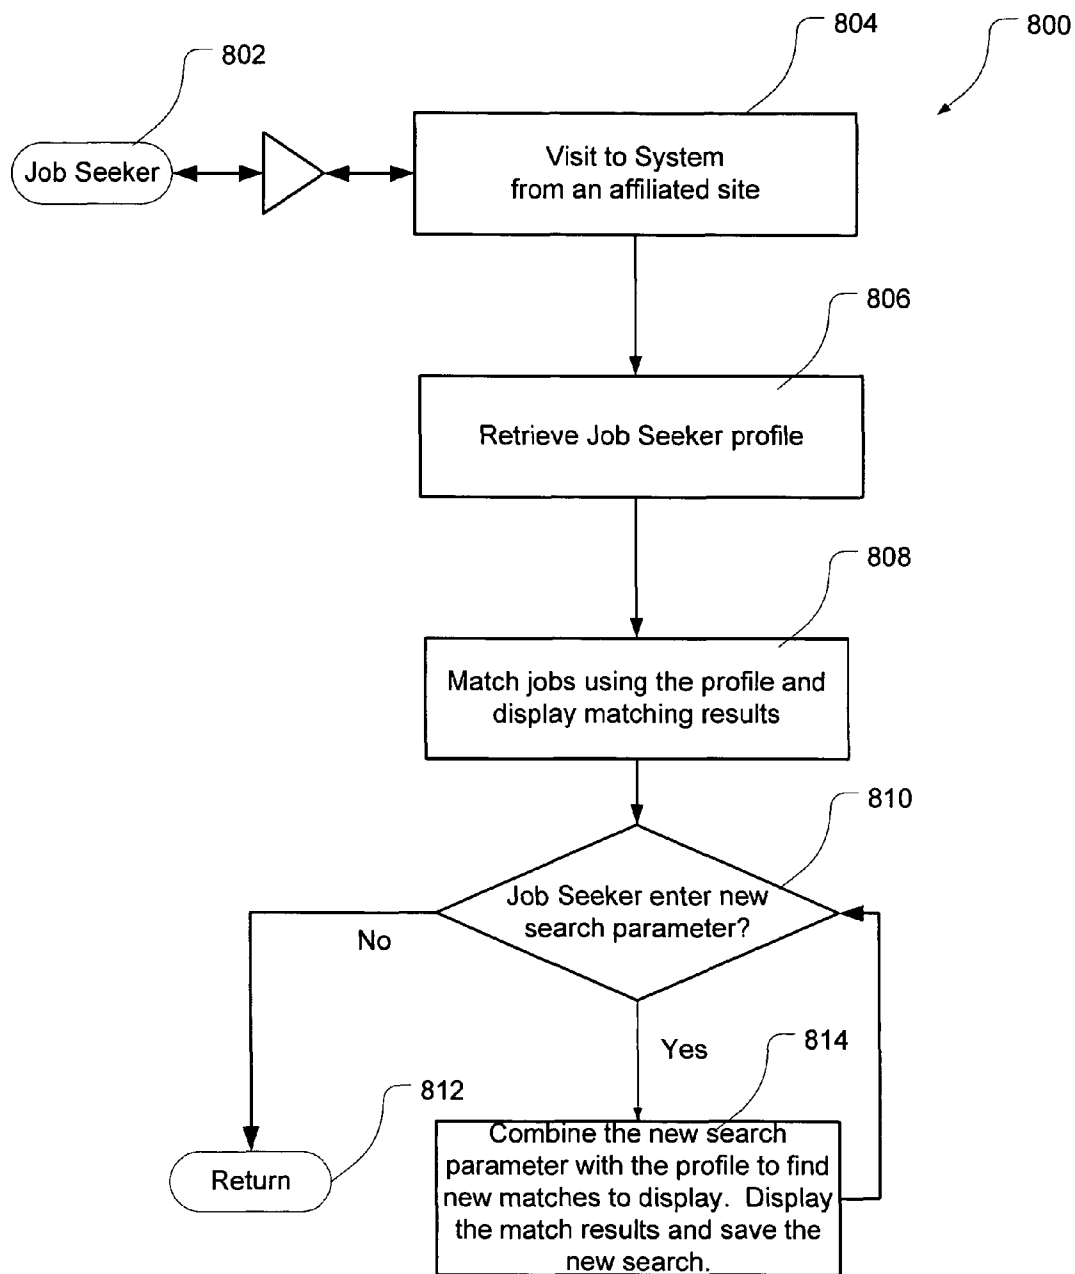 800
804
802
Job Seeker
Visit to System
from an affiliated site
806
Retrieve Job Seeker profile
808
Match jobs using the profile and
display matching results
810
Job Seeker enter new
search parameter?
No
Yes
814
812
Return
Combine the new search
parameter with the profile to find
new matches to display. Display
the match results and save the
new search.